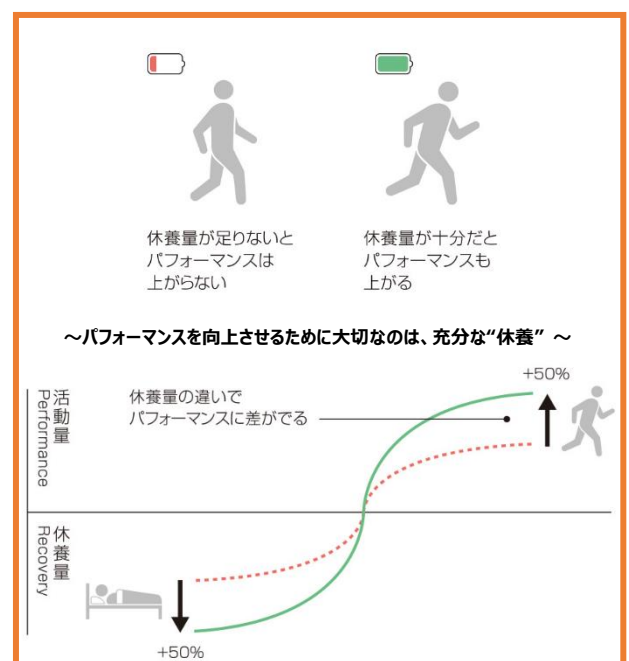 休養量が足りないと
パフォーマンスは
上がらない
休養量が十分だと
パフォーマンスも
上がる
～パフォーマンスを向上させるために大切なのは、充分な“休養” ～
+50%
活動量
Performance
休養量の違いで
パフォーマンスに差がでる
休養量
Recovery
+50%